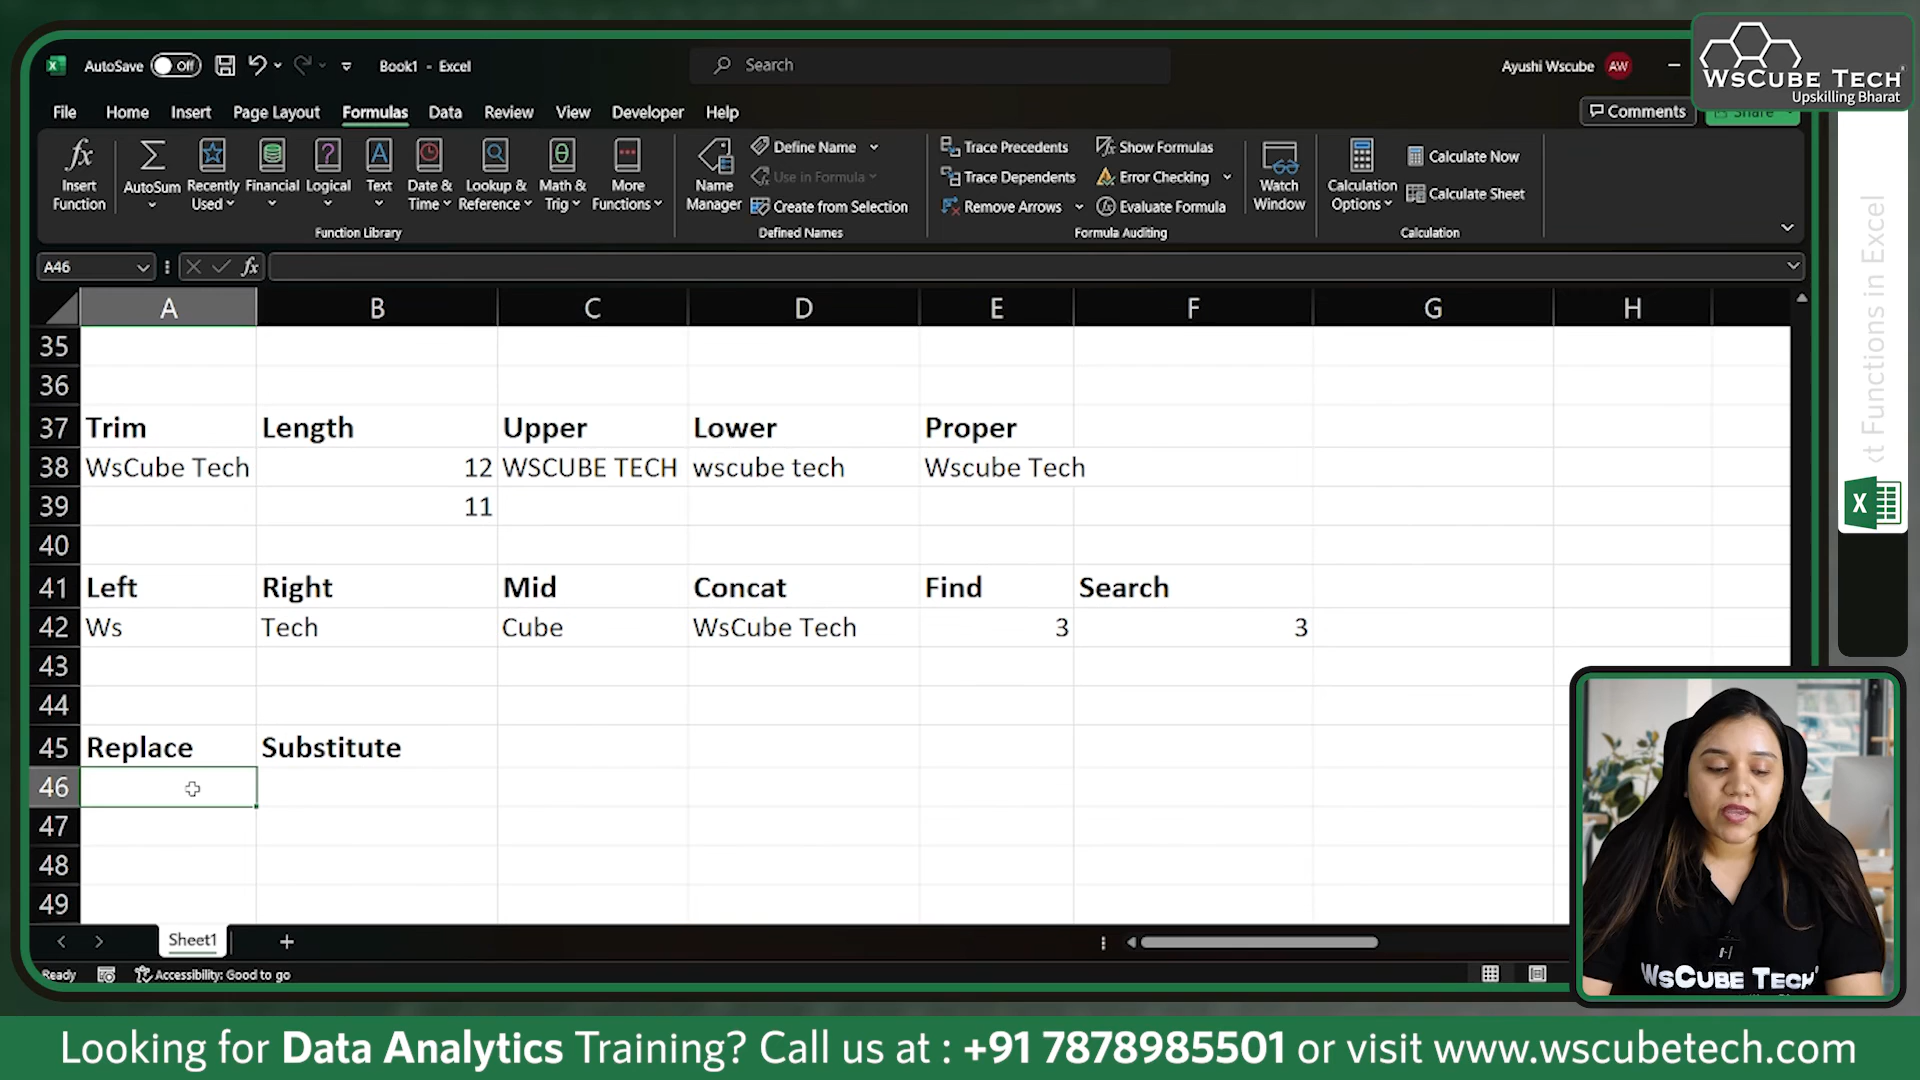 AutoSave Off Book1 - Excel Search Ayushi Wscube AW
WsCube Tech
Upskilling Bharat
File Home Insert Page Layout Formulas Data Review View Developer Help Comments Share
Insert Function AutoSum Recently Used Financial Logical Text Date & Time Lookup & Reference Math & Trig More Functions
Function Library
Name Manager Define Name Use in Formula Create from Selection
Defined Names
Trace Precedents Show Formulas
Trace Dependents Error Checking
Remove Arrows Evaluate Formula
Formula Auditing
Watch Window
Calculation Options Calculate Now Calculate Sheet
Calculation
A46 fx
A B C D E F G H
35
36
37 Trim Length Upper Lower Proper
38 WsCube Tech 12 WSCUBE TECH wscube tech Wscube Tech
39 11
40
41 Left Right Mid Concat Find Search
42 Ws Tech Cube WsCube Tech 3 3
43
44
45 Replace Substitute
46
47
48
49
Sheet1
Ready Accessibility: Good to go
Functions in Excel
WsCube Tech
Looking for Data Analytics Training? Call us at : +91 7878985501 or visit www.wscubetech.com